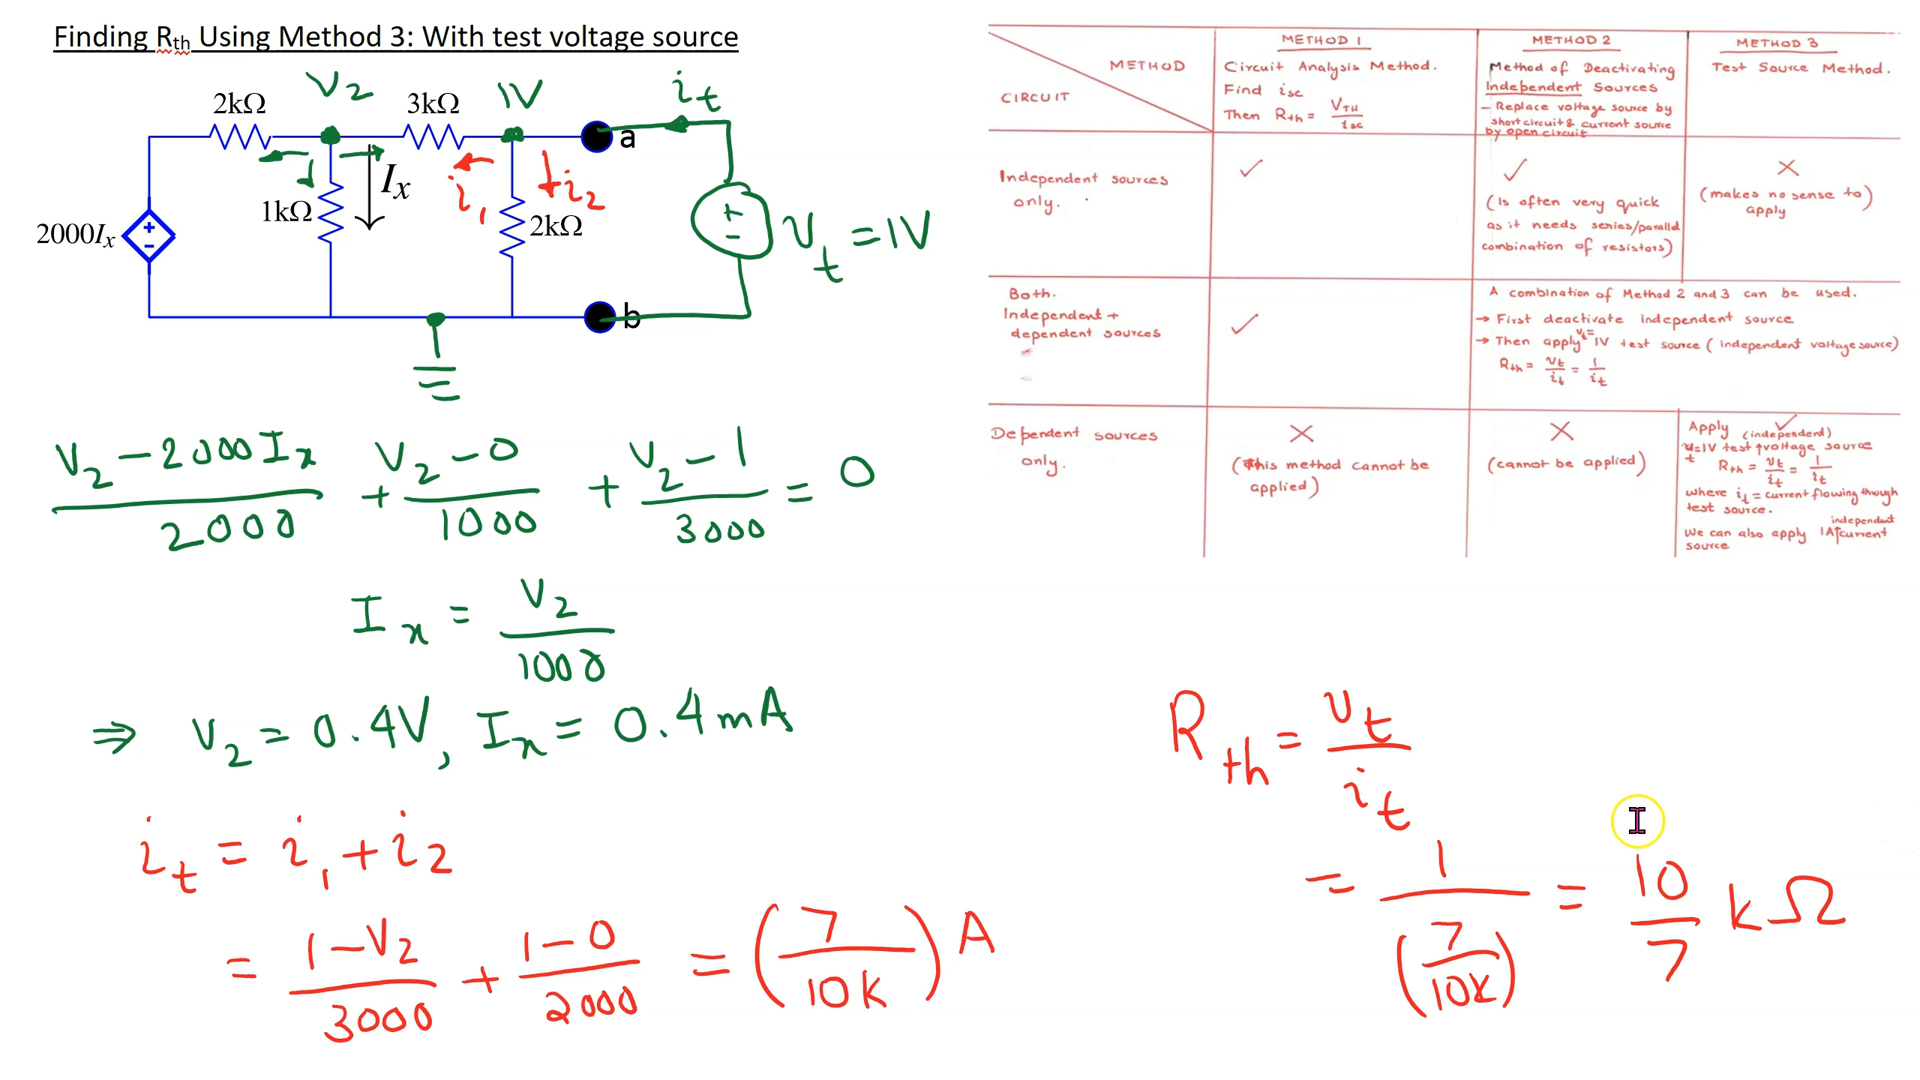 Finding Rth Using Method 3: With test voltage source
V2
1V
it
2kΩ
3kΩ
a
Ix
i1
i2
1kΩ
2kΩ
2000Ix
+
−
+
−
Vt = 1V
b
(V2 − 2000Ix)/2000 + (V2 − 0)/1000 + (V2 − 1)/3000 = 0
Ix = V2/1000
⇒ V2 = 0.4V, Ix = 0.4mA
it = i1 + i2
= (1 − V2)/3000 + (1 − 0)/2000 = (7/10k) A
METHOD
CIRCUIT
METHOD 1
Circuit Analysis Method.
Find isc
Then Rth = VTH/isc
METHOD 2
Method of Deactivating
Independent Sources
– Replace voltage source by
short circuit & current source
by open circuit
METHOD 3
Test Source Method.
Independent sources
only.
✓
✓
(Is often very quick
as it needs series/parallel
combination of resistors)
✗
(makes no sense to)
apply
Both.
Independent +
dependent sources
✓
A combination of Method 2 and 3 can be used.
→ First deactivate independent source
→ Then apply vt= 1V test source (independent voltage source)
Rth = vt/it = 1/it
Dependent sources
only.
✗
(this method cannot be
applied)
✗
(cannot be applied)
✓
Apply (independent)
vt=1V test voltage source
Rth = vt/it = 1/it
where it = current flowing through
test source.
We can also apply 1A independent current
source
Rth = vt/it
= 1/(7/10k) = 10/7 kΩ